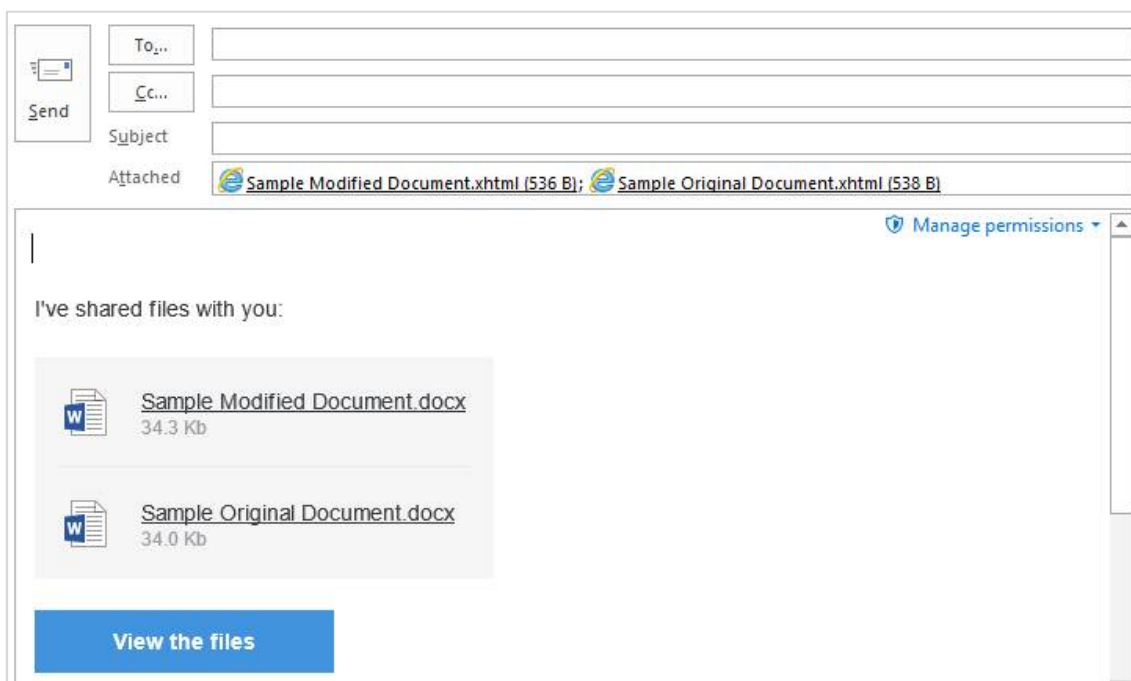 To...
Send
Cc...
Subject
Attached
Sample Modified Document.xhtml (536 B); Sample Original Document.xhtml (538 B)
Manage permissions
I've shared files with you:
W
Sample Modified Document.docx
34.3 Kb
W
Sample Original Document.docx
34.0 Kb
View the files